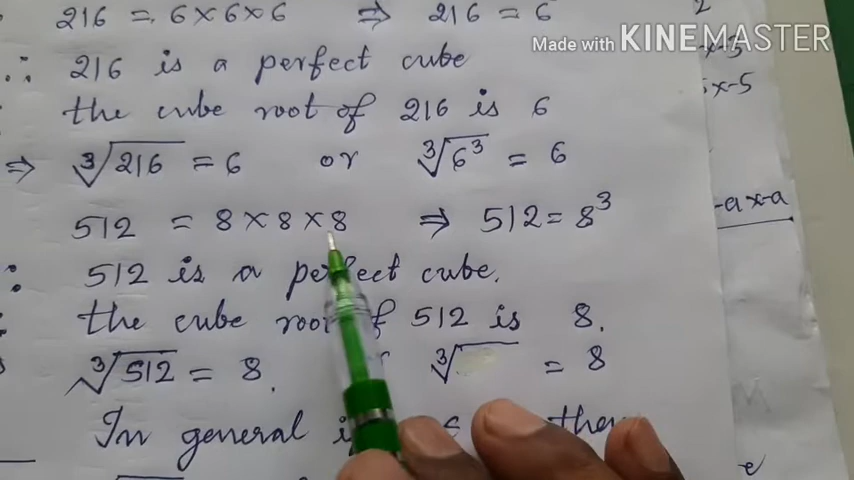 216 = 6×6×6 ⇒ 216 = 6
Made with KINEMASTER
∴ 216 is a perfect cube
the cube root of 216 is 6
⇒ ∛216 = 6 or ∛6³ = 6
512 = 8×8×8 ⇒ 512 = 8³
-a×-a
∴ 512 is a perfect cube.
the cube root of 512 is 8.
∛512 = 8. ∛ = 8
In general